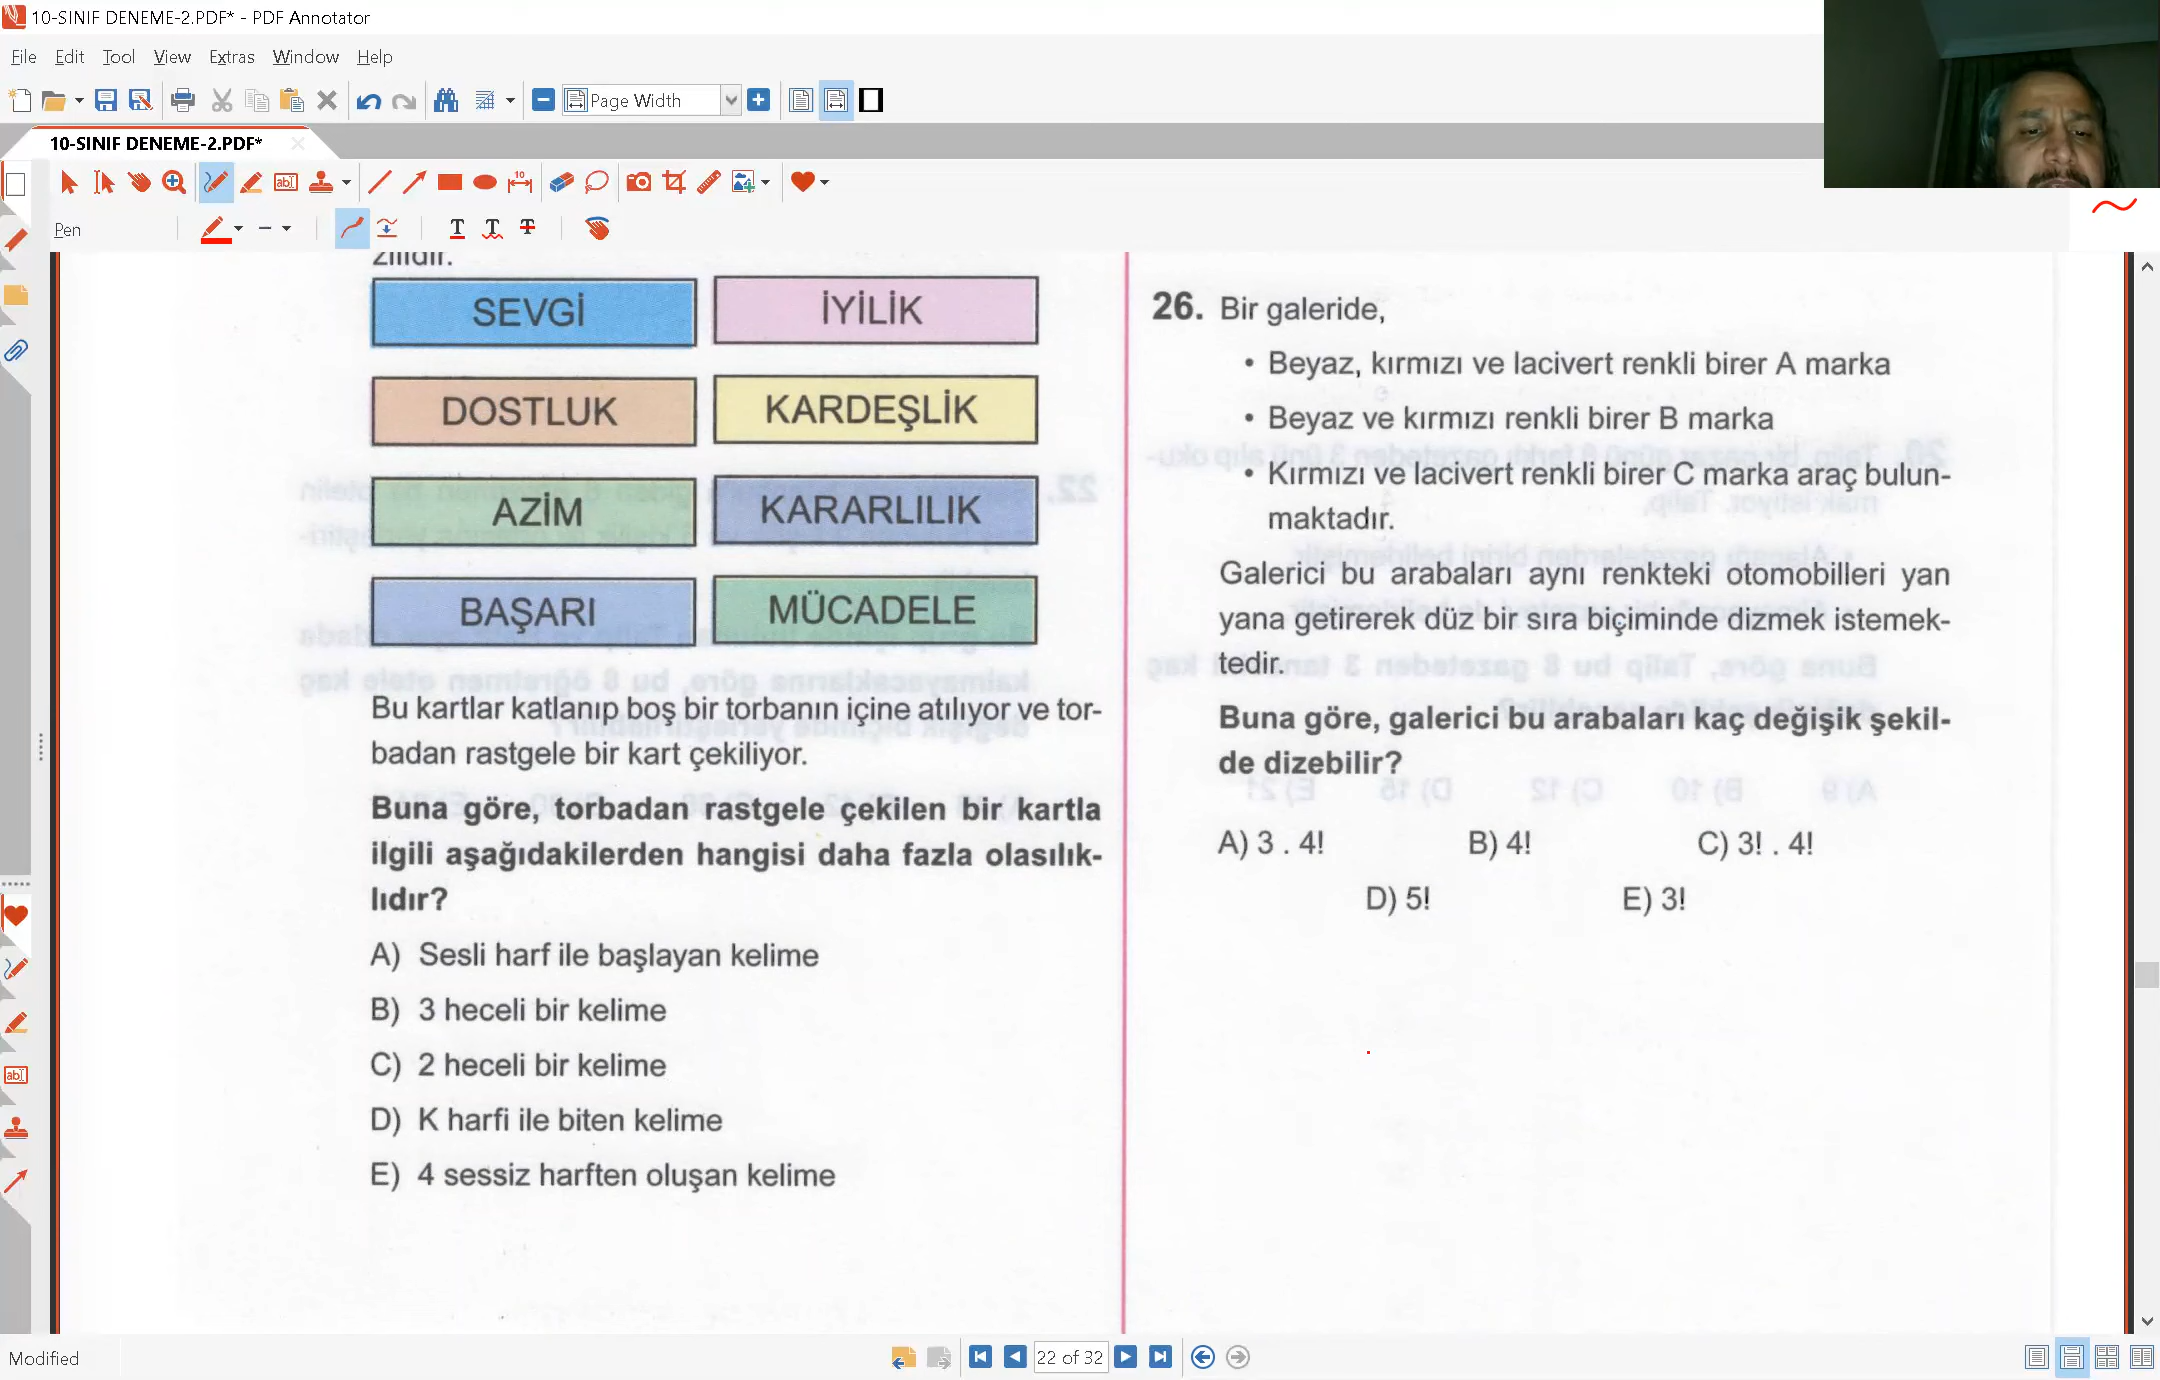 10-SINIF DENEME-2.PDF* - PDF Annotator
File Edit Tool View Extras Window Help
Page Width
10-SINIF DENEME-2.PDF*
Pen
zılıdır.
SEVGİ
İYİLİK
DOSTLUK
KARDEŞLİK
AZİM
KARARLILIK
BAŞARI
MÜCADELE
Bu kartlar katlanıp boş bir torbanın içine atılıyor ve tor-
badan rastgele bir kart çekiliyor.
Buna göre, torbadan rastgele çekilen bir kartla
ilgili aşağıdakilerden hangisi daha fazla olasılık-
lıdır?
A) Sesli harf ile başlayan kelime
B) 3 heceli bir kelime
C) 2 heceli bir kelime
D) K harfi ile biten kelime
E) 4 sessiz harften oluşan kelime
26. Bir galeride,
• Beyaz, kırmızı ve lacivert renkli birer A marka
• Beyaz ve kırmızı renkli birer B marka
• Kırmızı ve lacivert renkli birer C marka araç bulun-
maktadır.
Galerici bu arabaları aynı renkteki otomobilleri yan
yana getirerek düz bir sıra biçiminde dizmek istemek-
tedir.
Buna göre, galerici bu arabaları kaç değişik şekil-
de dizebilir?
A) 3 . 4! B) 4! C) 3! . 4!
D) 5! E) 3!
Modified
22 of 32